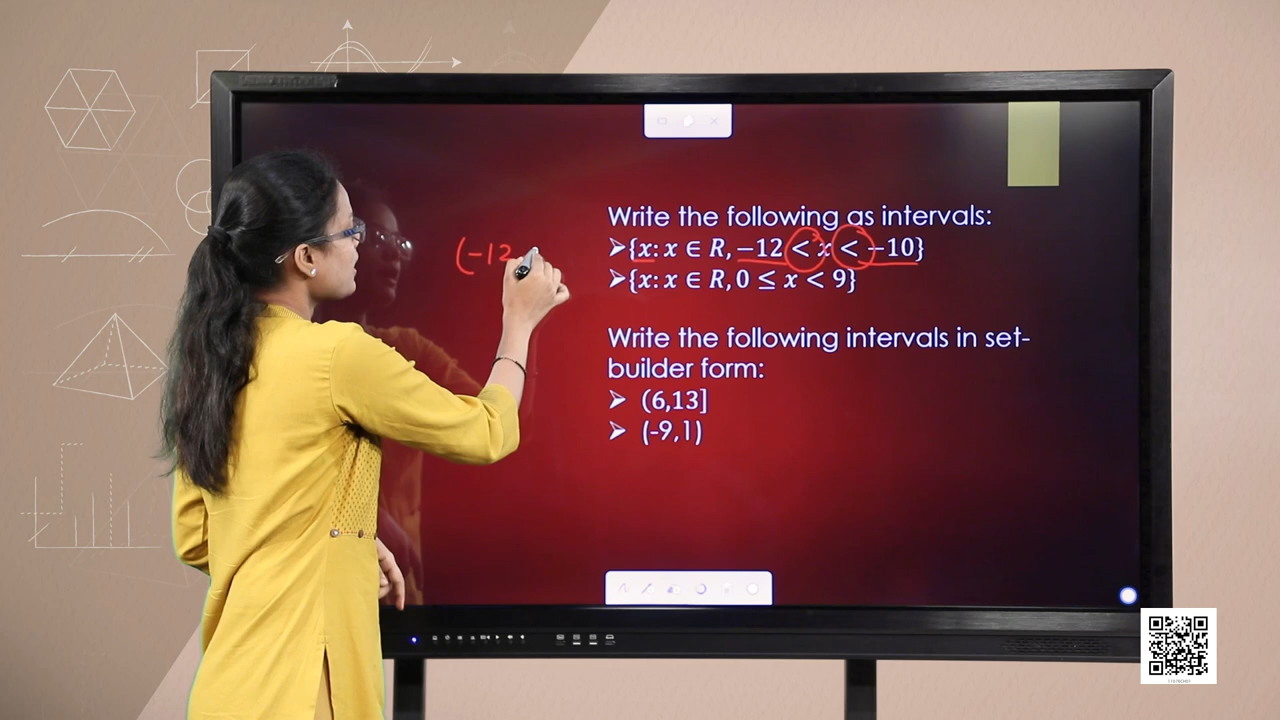 Write the following as intervals:
➢{x: x ∈ R, −12 < x < −10}
➢{x: x ∈ R, 0 ≤ x < 9}
(-12
Write the following intervals in set-
builder form:
➢ (6,13]
➢ (-9,1)